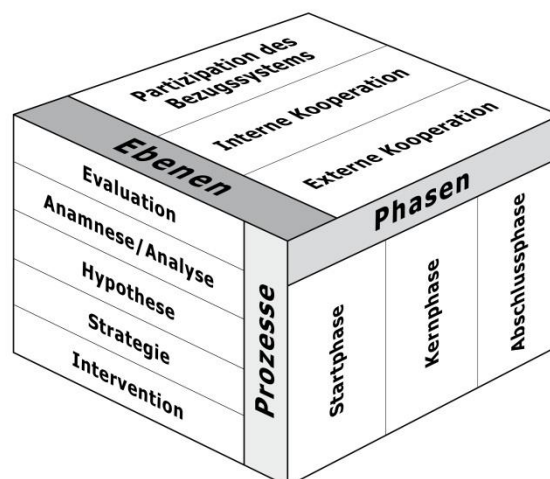 Partizipation des
Bezugssystems
Interne Kooperation
Externe Kooperation
Ebenen
Phasen
Prozesse
Evaluation
Anamnese/Analyse
Hypothese
Strategie
Intervention
Startphase
Kernphase
Abschlussphase